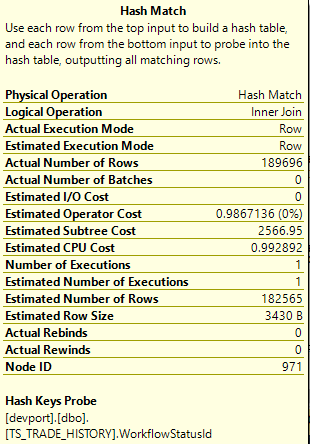 Hash Match
Use each row from the top input to build a hash table,
and each row from the bottom input to probe into the
hash table, outputting all matching rows.
Physical Operation Hash Match
Logical Operation Inner Join
Actual Execution Mode Row
Estimated Execution Mode Row
Actual Number of Rows 189696
Actual Number of Batches 0
Estimated I/O Cost 0
Estimated Operator Cost 0.9867136 (0%)
Estimated Subtree Cost 2566.95
Estimated CPU Cost 0.992892
Number of Executions 1
Estimated Number of Executions 1
Estimated Number of Rows 182565
Estimated Row Size 3430 B
Actual Rebinds 0
Actual Rewinds 0
Node ID 971
Hash Keys Probe
[devport].[dbo].
[TS_TRADE_HISTORY].WorkflowStatusId